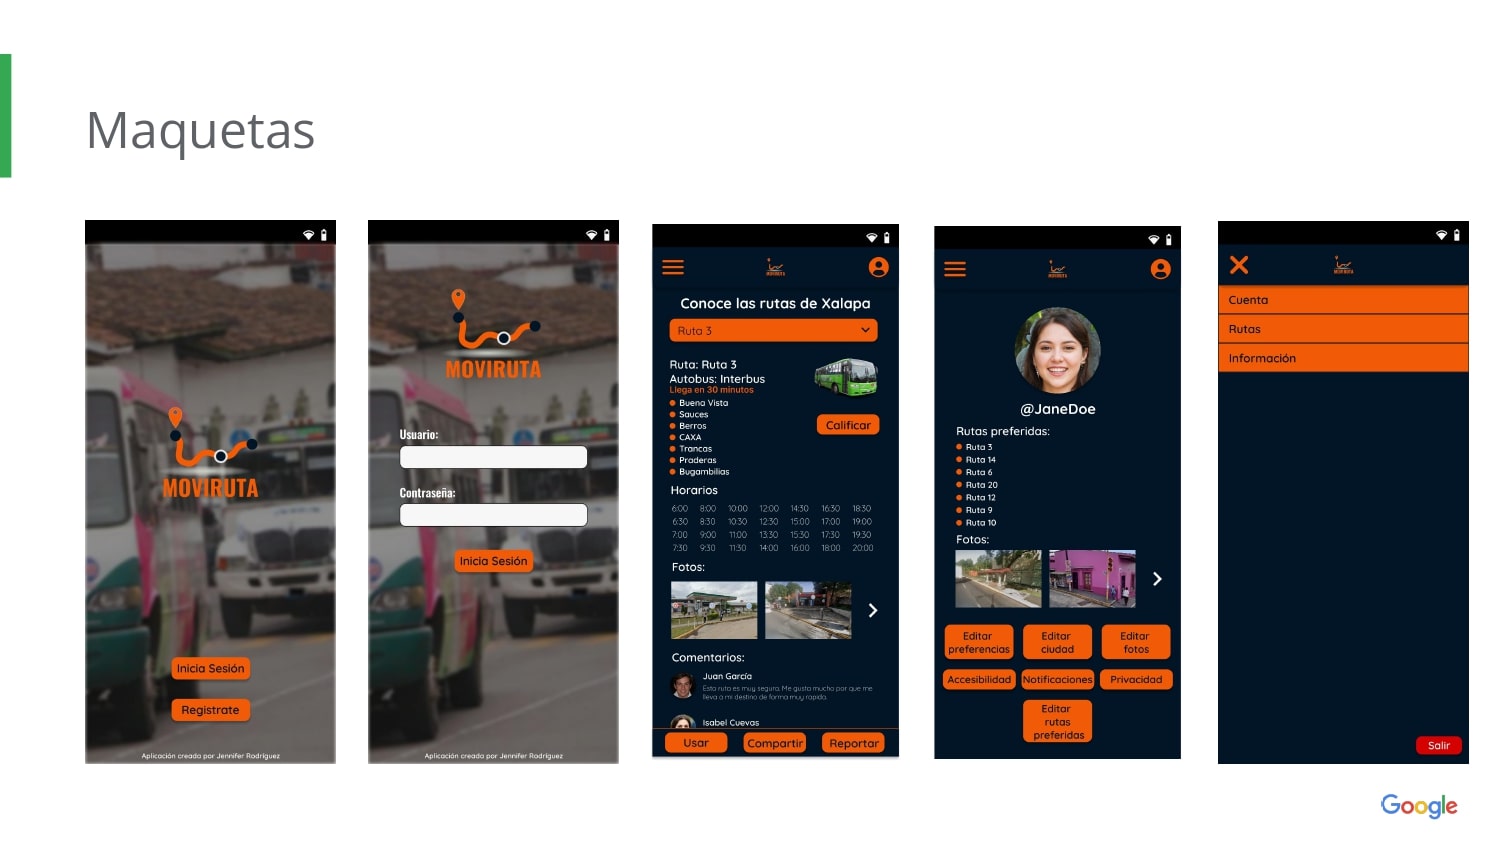 Maquetas
MOVIRUTA
Inicia Sesión
Registrate
Aplicación creada por Jennifer Rodríguez
MOVIRUTA
Usuario:
Contraseña:
Inicia Sesión
Aplicación creada por Jennifer Rodríguez
MOVIRUTA
Conoce las rutas de Xalapa
Ruta 3
Ruta: Ruta 3
Autobus: Interbus
Llega en 30 minutos
Buena Vista
Sauces
Berros
CAXA
Trancas
Praderas
Bugambilias
Calificar
Horarios
6:00 8:00 10:00 12:00 14:30 16:30 18:30
6:30 8:30 10:30 12:30 15:00 17:00 19:00
7:00 9:00 11:00 13:30 15:30 17:30 19:30
7:30 9:30 11:30 14:00 16:00 18:00 20:00
Fotos:
Comentarios:
Juan García
Esta ruta es muy segura. Me gusta mucho por que me
lleva a mi destino de forma muy rapida.
Isabel Cuevas
Usar Compartir Reportar
MOVIRUTA
@JaneDoe
Rutas preferidas:
Ruta 3
Ruta 14
Ruta 6
Ruta 20
Ruta 12
Ruta 9
Ruta 10
Fotos:
Editar
preferencias
Editar
ciudad
Editar
fotos
Accesibilidad Notificaciones Privacidad
Editar
rutas
preferidas
MOVIRUTA
Cuenta
Rutas
Información
Salir
Google